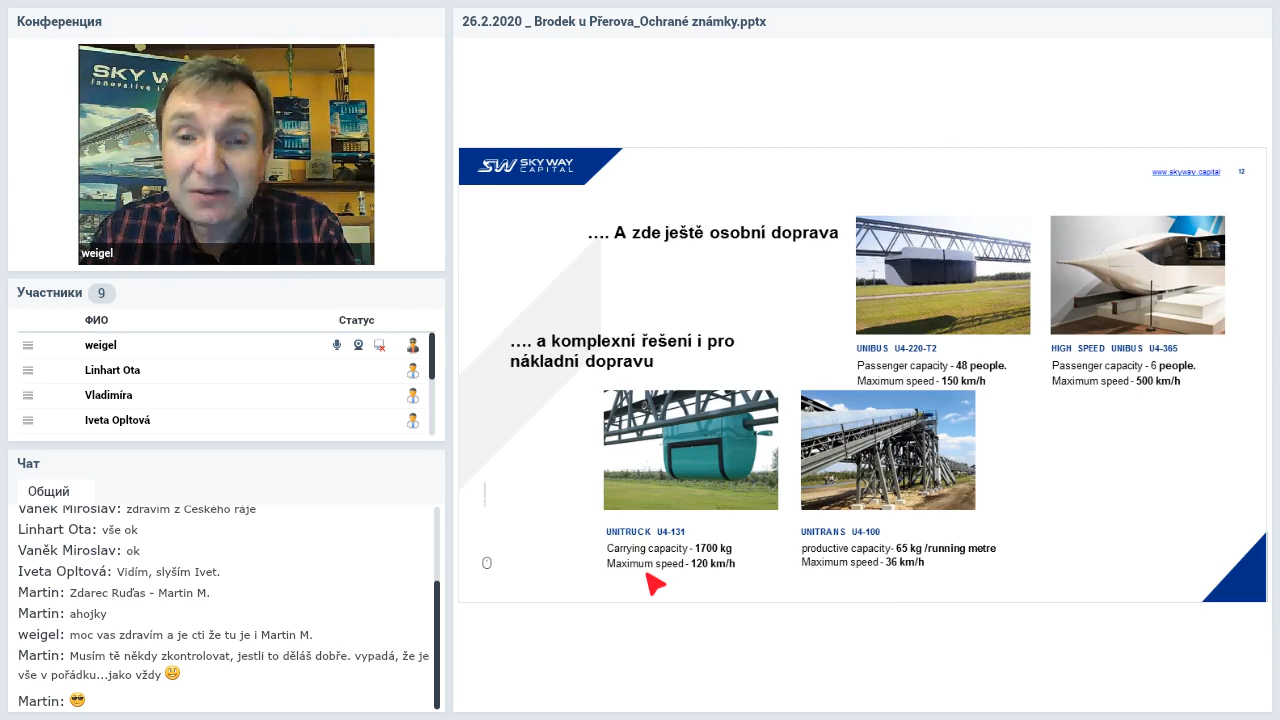 Конференция
SKY W
weigel
Участники 9
ФИО Статус
weigel
Linhart Ota
Vladimíra
Iveta Opltová
Чат
Общий
Vaněk Miroslav: zdravím z Českého ráje
Linhart Ota: vše ok
Vaněk Miroslav: ok
Iveta Opltová: Vidím, slyším Ivet.
Martin: Zdarec Ruďas - Martin M.
Martin: ahojky
weigel: moc vas zdravím a je cti že tu je i Martin M.
Martin: Musím tě někdy zkontrolovat, jestli to děláš dobře. vypadá, že je
vše v pořádku...jako vždy
Martin:
26.2.2020 _ Brodek u Přerova_Ochrané známky.pptx
SW SKY WAY
CAPITAL
www.skyway.capital 12
.... A zde ještě osobní doprava
UNIBUS U4-220-T2
Passenger capacity - 48 people.
Maximum speed - 150 km/h
HIGH SPEED UNIBUS U4-365
Passenger capacity - 6 people.
Maximum speed - 500 km/h
.... a komplexní řešení i pro
nákladní dopravu
UNITRUCK U4-131
Carrying capacity - 1700 kg
Maximum speed - 120 km/h
UNITRANS U4-100
productive capacity- 65 kg /running metre
Maximum speed - 36 km/h